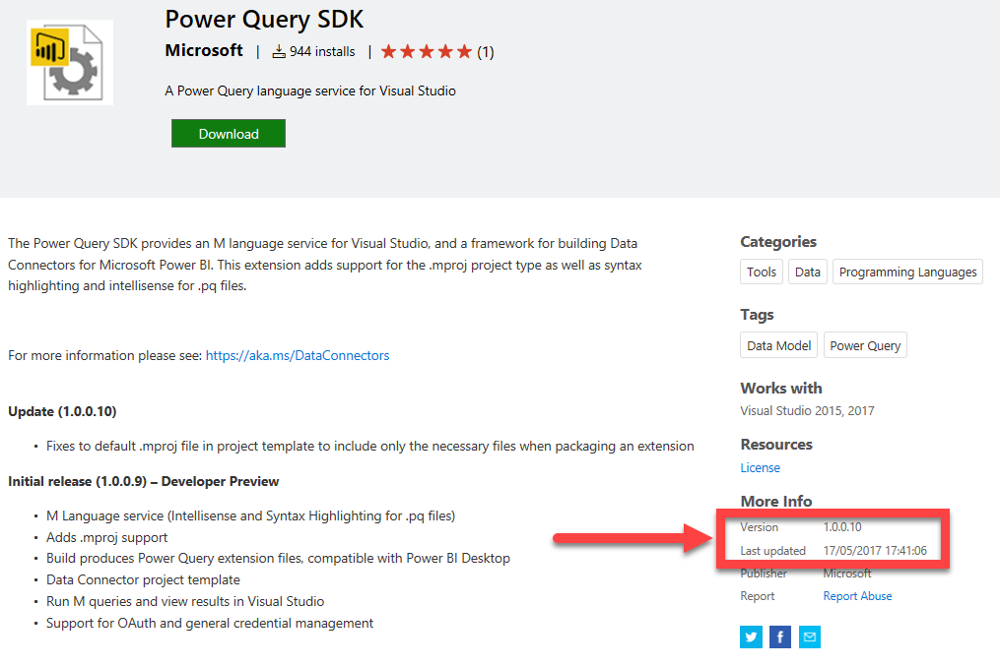 Power Query SDK
Microsoft | 944 installs | (1)
A Power Query language service for Visual Studio
Download
The Power Query SDK provides an M language service for Visual Studio, and a framework for building Data
Connectors for Microsoft Power BI. This extension adds support for the .mproj project type as well as syntax
highlighting and intellisense for .pq files.
For more information please see: https://aka.ms/DataConnectors
Update (1.0.0.10)
• Fixes to default .mproj file in project template to include only the necessary files when packaging an extension
Initial release (1.0.0.9) – Developer Preview
• M Language service (Intellisense and Syntax Highlighting for .pq files)
• Adds .mproj support
• Build produces Power Query extension files, compatible with Power BI Desktop
• Data Connector project template
• Run M queries and view results in Visual Studio
• Support for OAuth and general credential management
Categories
Tools Data Programming Languages
Tags
Data Model Power Query
Works with
Visual Studio 2015, 2017
Resources
License
More Info
Version 1.0.0.10
Last updated 17/05/2017 17:41:06
Publisher Microsoft
Report Report Abuse